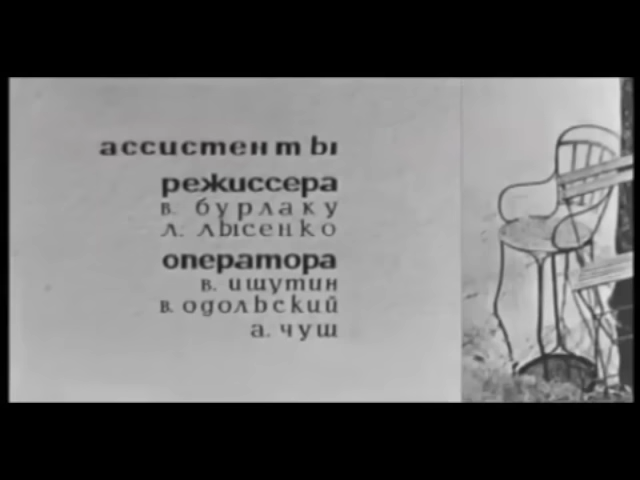 ассистенты
режиссера
в. бурлаку
л. лысенко
оператора
в. ишутин
в. одольский
а. чуш